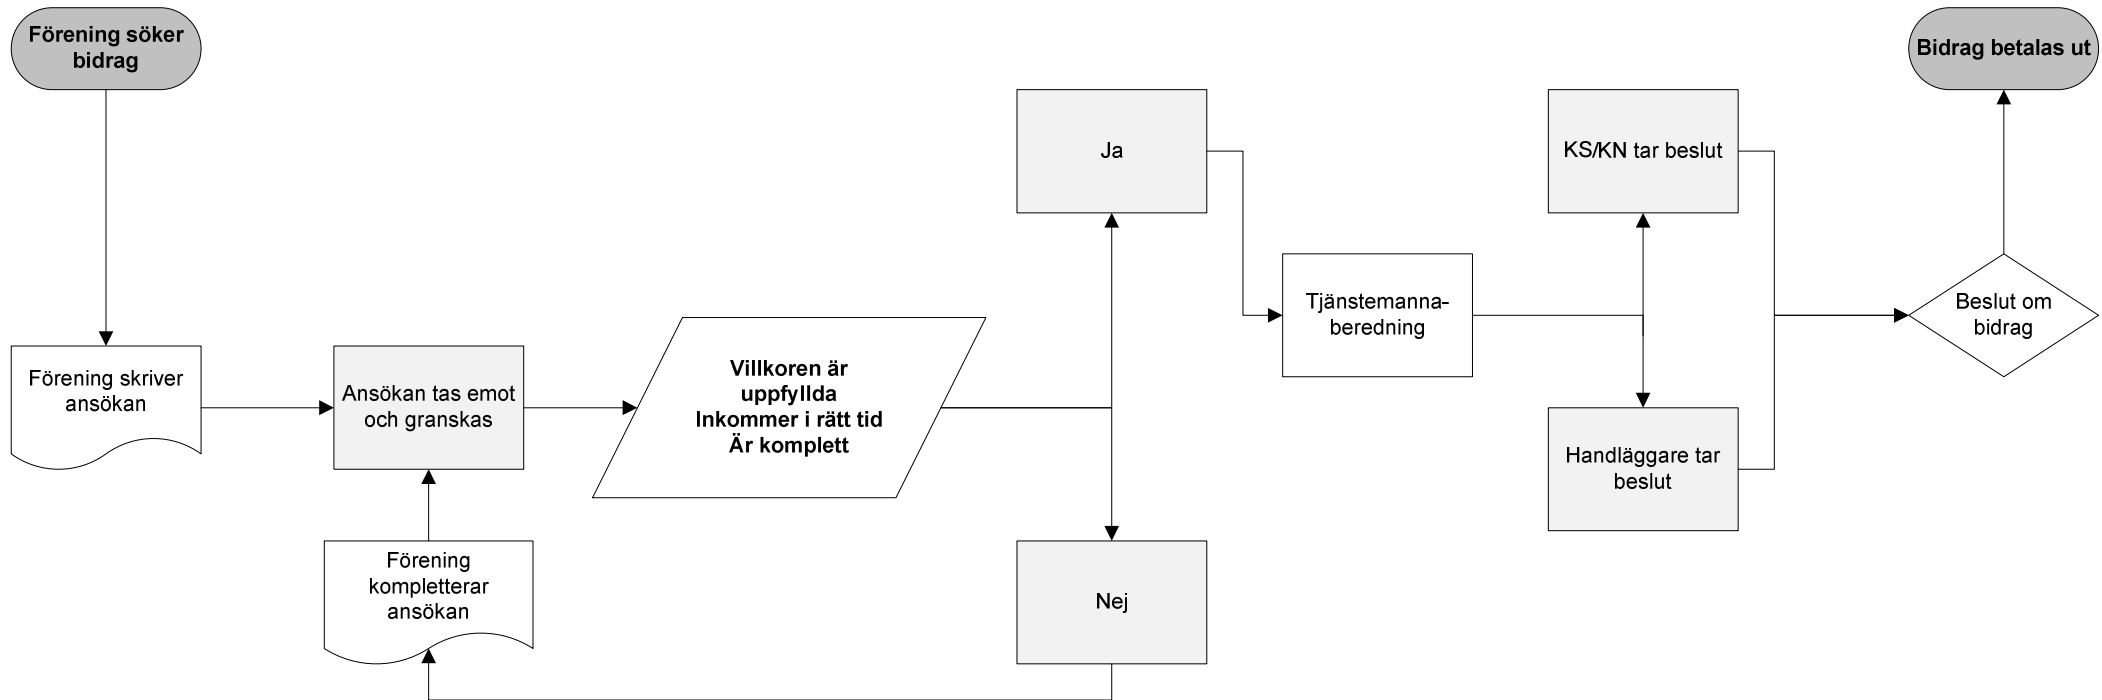 Förening söker
bidrag
Förening skriver
ansökan
Ansökan tas emot
och granskas
Förening
kompletterar
ansökan
Villkoren är
uppfyllda
Inkommer i rätt tid
Är komplett
Ja
Nej
Tjänstemanna-
beredning
KS/KN tar beslut
Handläggare tar
beslut
Beslut om
bidrag
Bidrag betalas ut